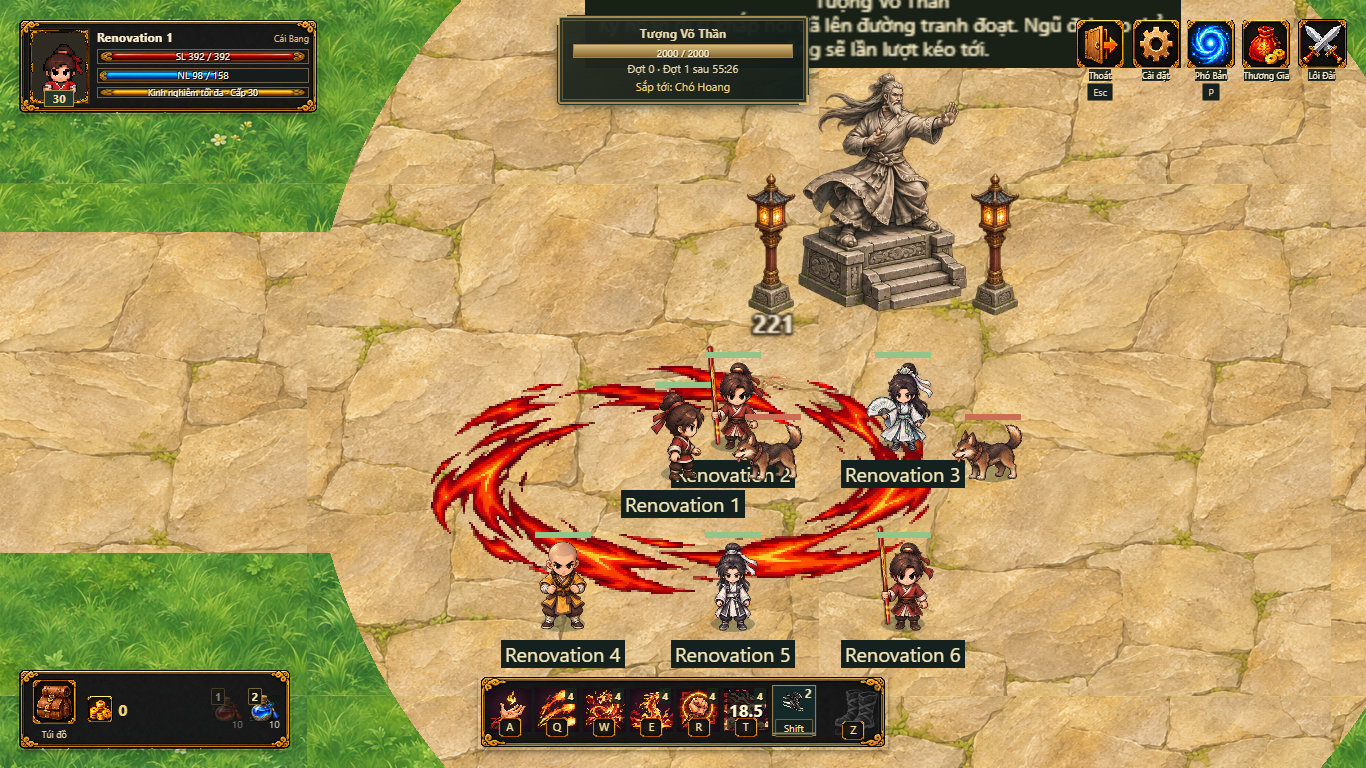 Renovation 1
Cái Bang
SL 392 / 392
NL 98 / 158
Kinh nghiệm tối đa - Cấp 30
30
Tượng Võ Thần
2000 / 2000
Đợt 0 · Đợt 1 sau 55:26
Sắp tới: Chó Hoang
Tượng Võ Thần
lên đường tranh đoạt. Ngũ
sẽ lần lượt kéo tới.
Thoát
Esc
Cài đặt
Phó Bản
P
Thương Gia
Lôi Đài
221
Renovation 2
Renovation 3
Renovation 1
Renovation 4
Renovation 5
Renovation 6
Túi đồ
0
1
10
2
10
A
4
Q
4
W
4
E
4
R
4
18.5
T
2
Shift
Z